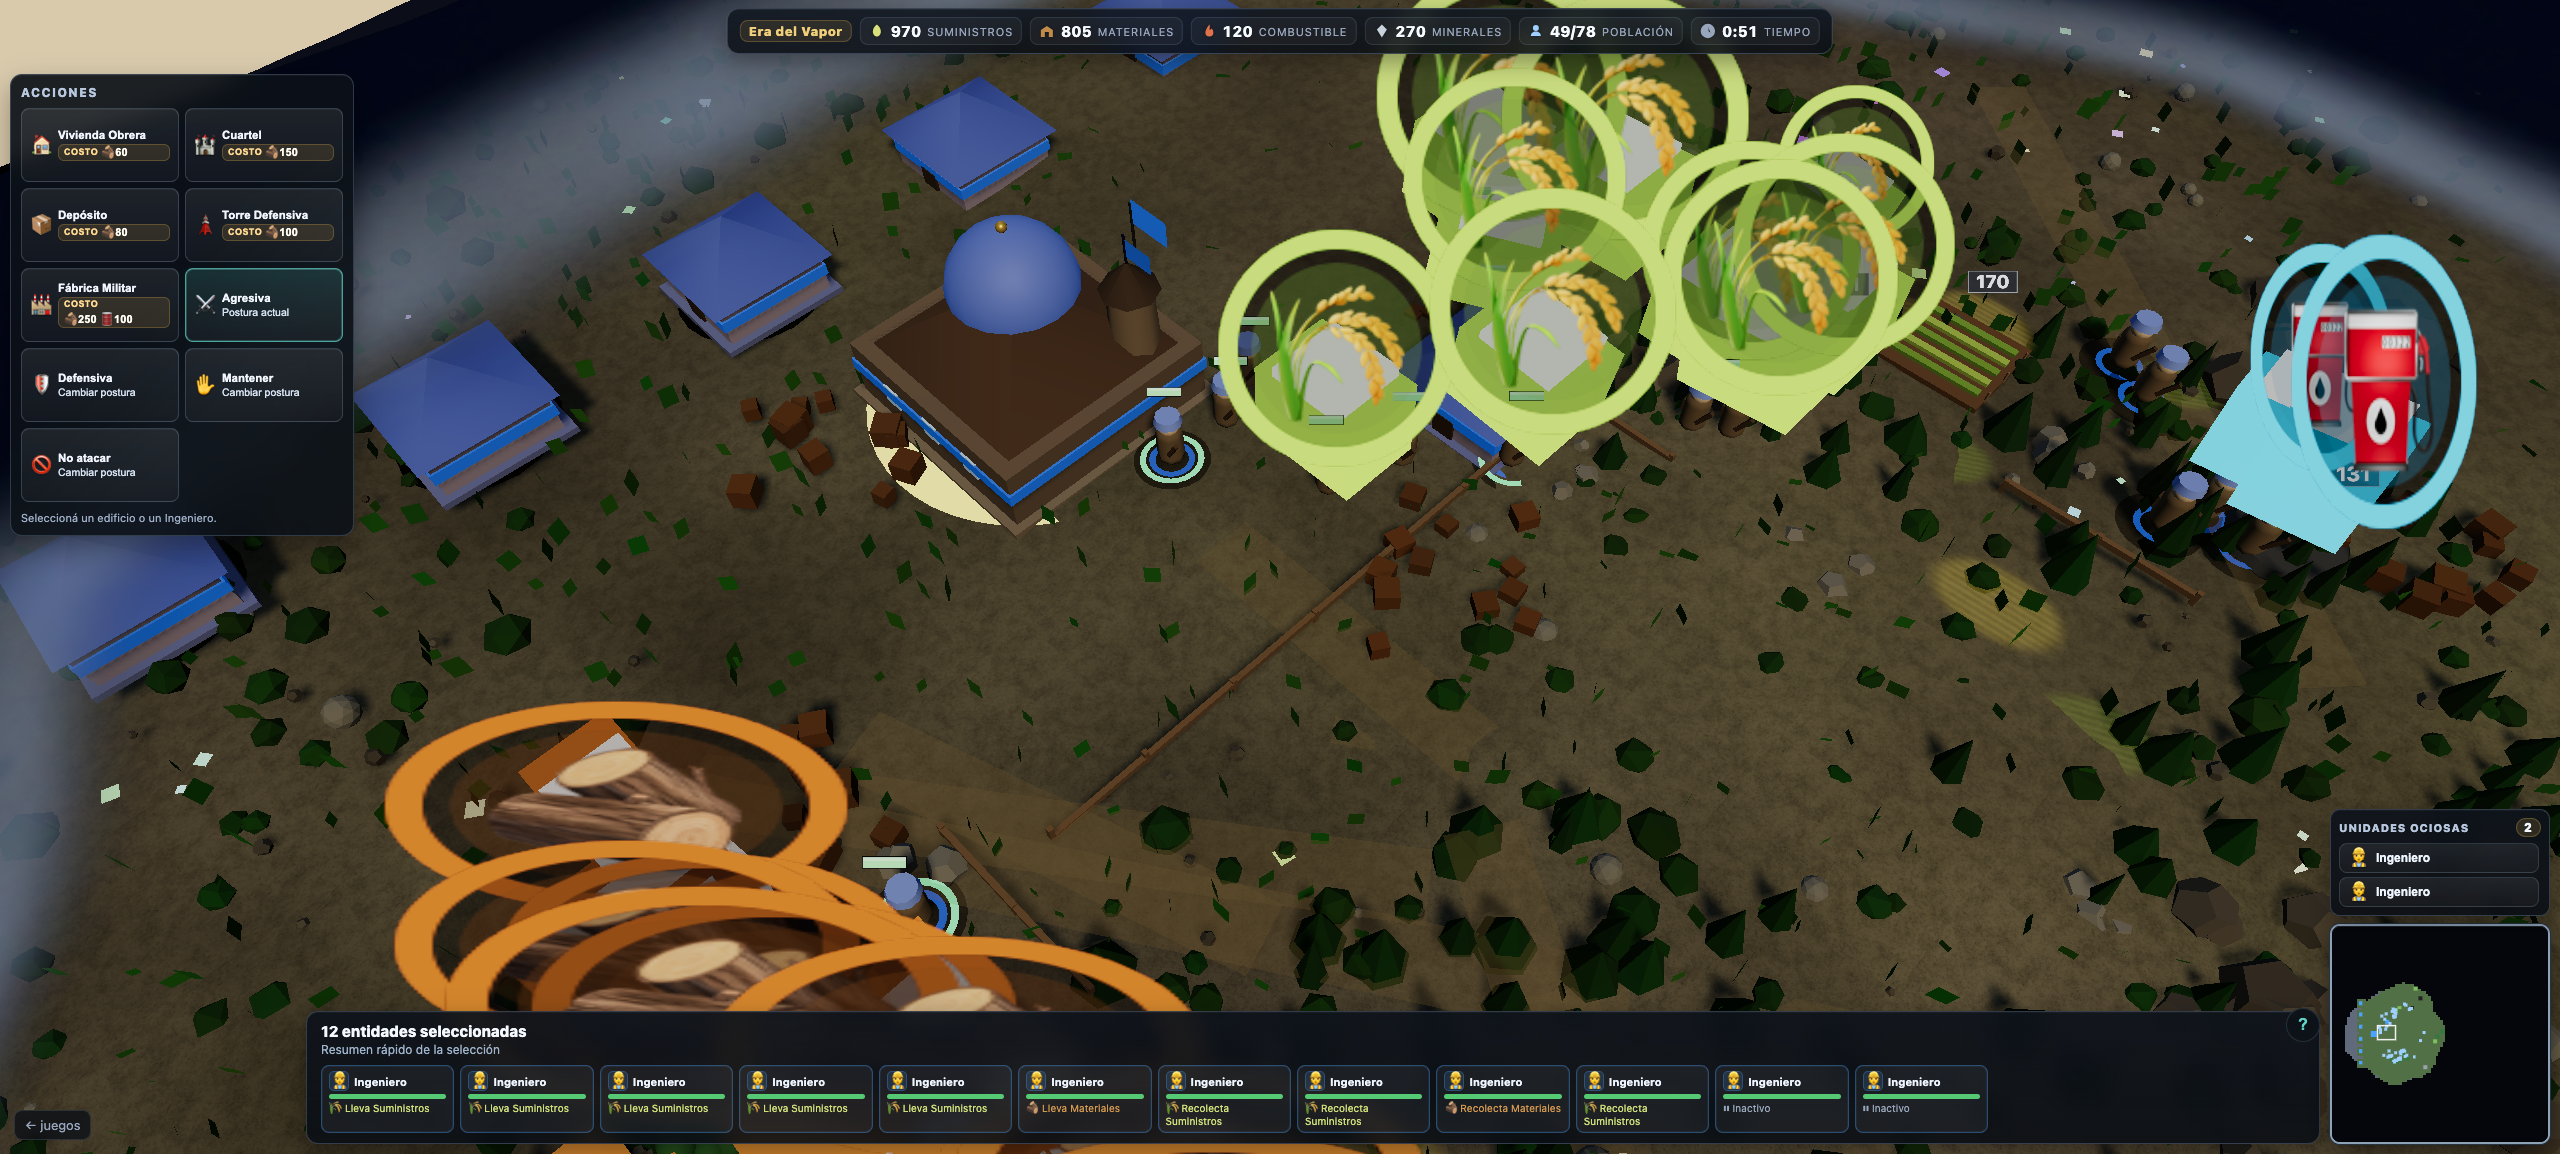 Era del Vapor
970 SUMINISTROS
805 MATERIALES
120 COMBUSTIBLE
270 MINERALES
49/78 POBLACIÓN
0:51 TIEMPO
ACCIONES
Vivienda Obrera
COSTO 60
Cuartel
COSTO 150
Depósito
COSTO 80
Torre Defensiva
COSTO 100
Fábrica Militar
COSTO
250 100
Agresiva
Postura actual
Defensiva
Cambiar postura
Mantener
Cambiar postura
No atacar
Cambiar postura
Seleccioná un edificio o un Ingeniero.
170
131
UNIDADES OCIOSAS 2
Ingeniero
Ingeniero
12 entidades seleccionadas
Resumen rápido de la selección
?
Ingeniero
Lleva Suministros
Ingeniero
Lleva Suministros
Ingeniero
Lleva Suministros
Ingeniero
Lleva Suministros
Ingeniero
Lleva Suministros
Ingeniero
Lleva Materiales
Ingeniero
Recolecta
Suministros
Ingeniero
Recolecta
Suministros
Ingeniero
Recolecta Materiales
Ingeniero
Recolecta
Suministros
Ingeniero
Inactivo
Ingeniero
Inactivo
← juegos